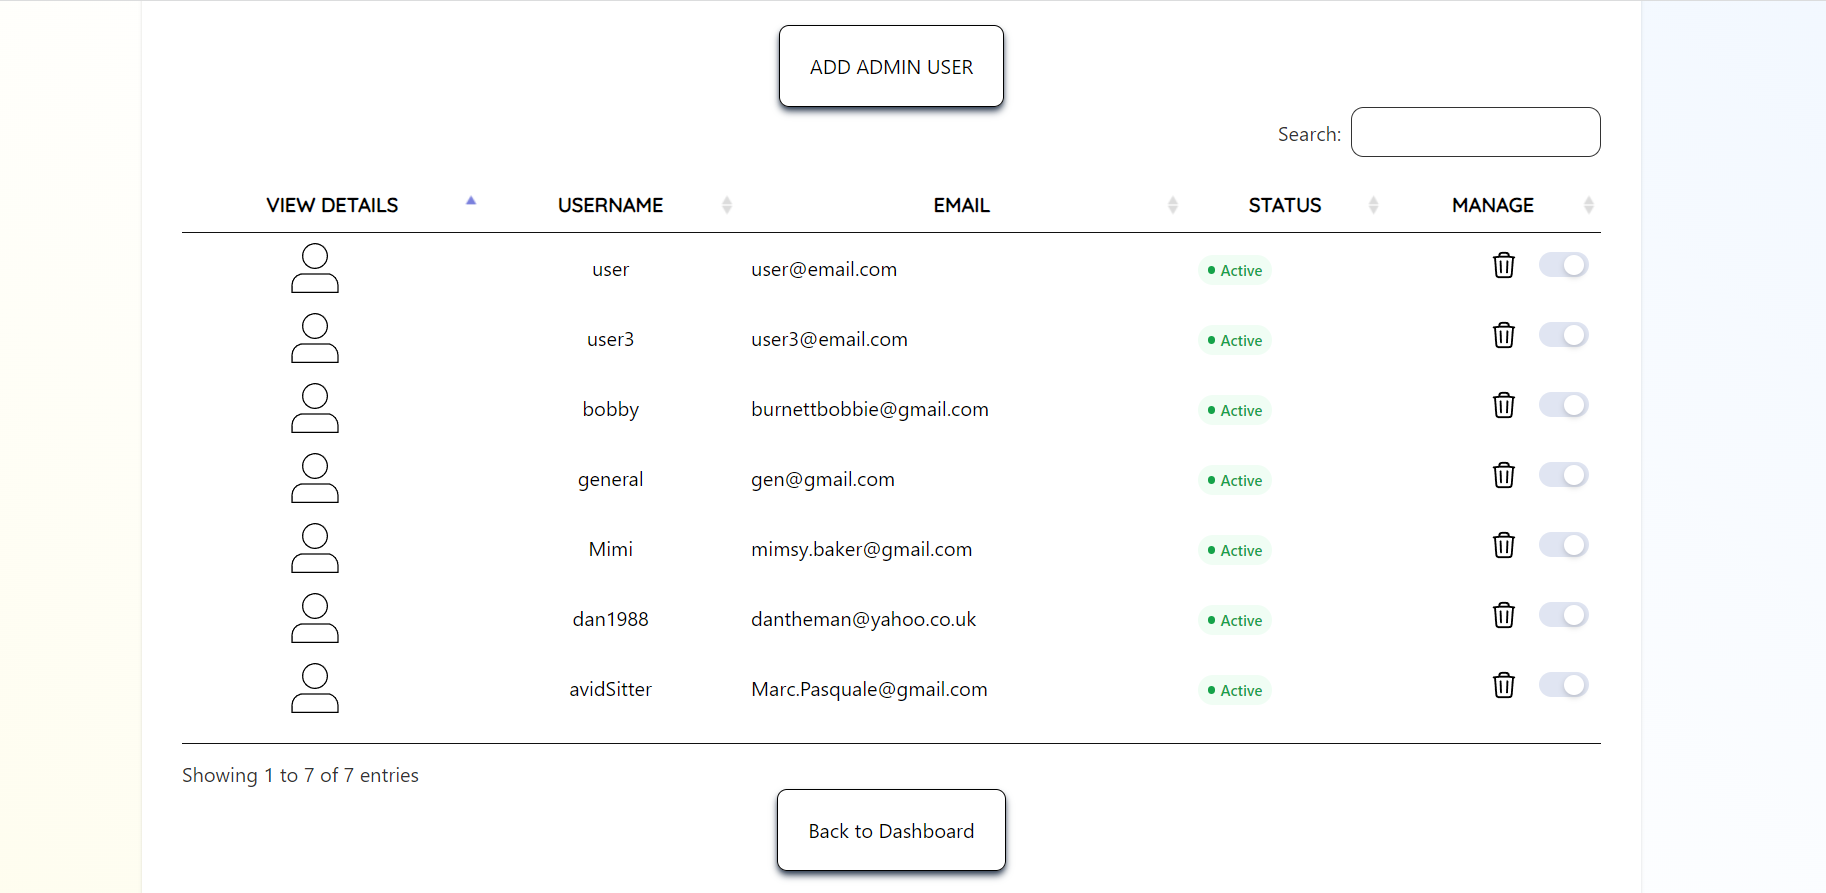 ADD ADMIN USER
Search:
VIEW DETAILS USERNAME EMAIL STATUS MANAGE
user user@email.com Active
user3 user3@email.com Active
bobby burnettbobbie@gmail.com Active
general gen@gmail.com Active
Mimi mimsy.baker@gmail.com Active
dan1988 dantheman@yahoo.co.uk Active
avidSitter Marc.Pasquale@gmail.com Active
Showing 1 to 7 of 7 entries
Back to Dashboard